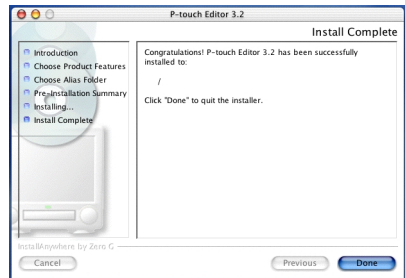 P-touch Editor 3.2
Install Complete
Introduction
Choose Product Features
Choose Alias Folder
Pre-Installation Summary
Installing...
Install Complete
Congratulations! P-touch Editor 3.2 has been successfully
installed to:
/
Click "Done" to quit the installer.
InstallAnywhere by Zero G
Cancel
Previous
Done